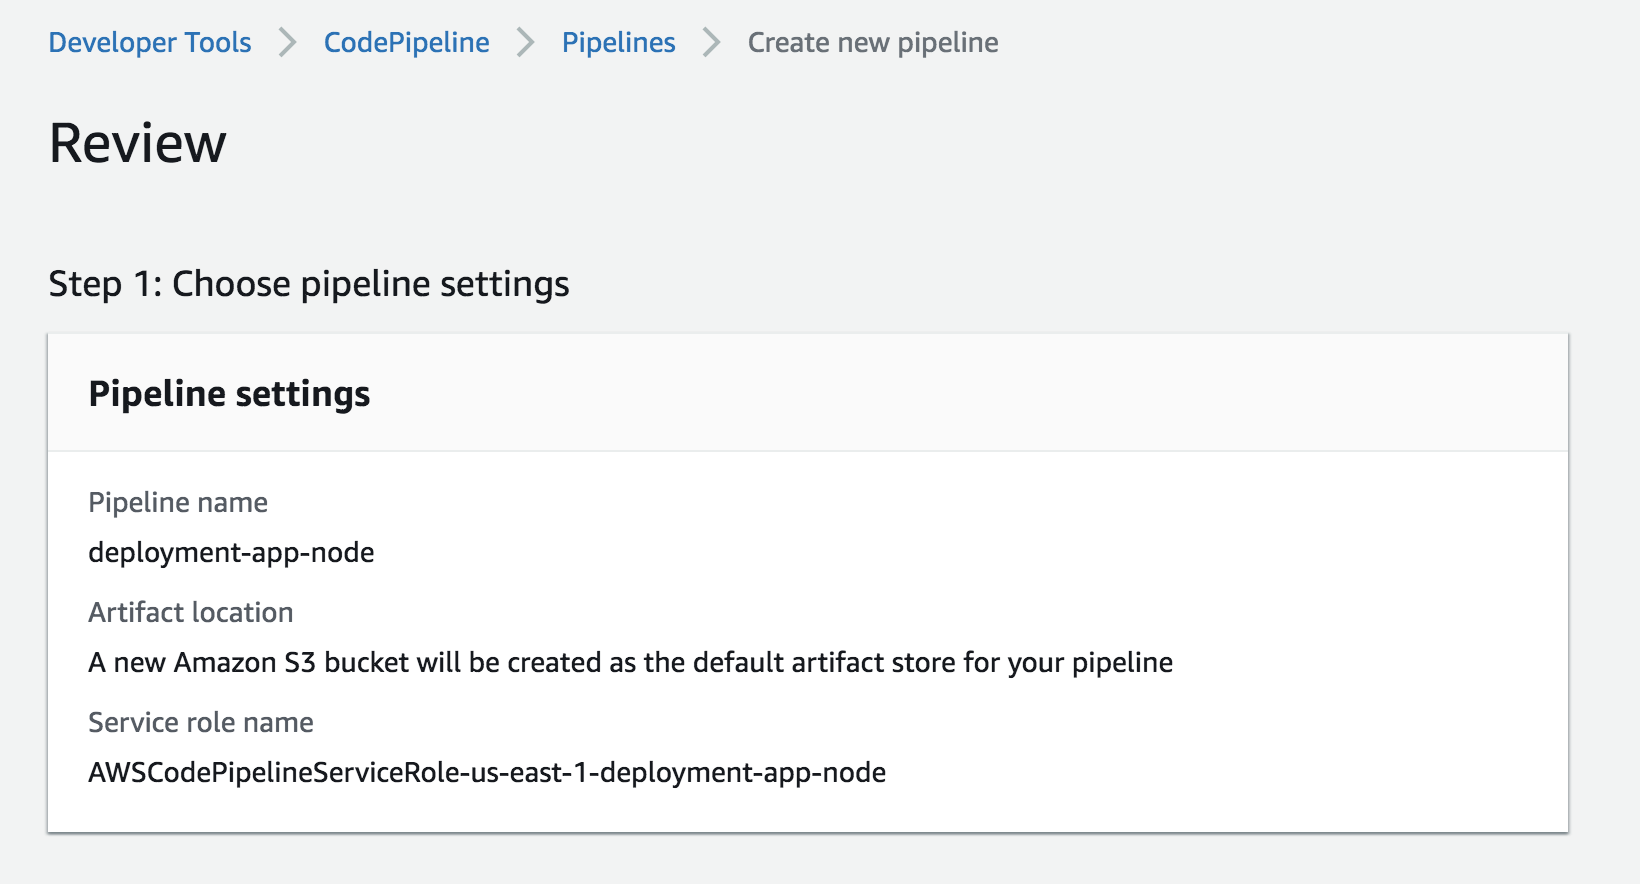 Developer Tools > CodePipeline > Pipelines > Create new pipeline
Review
Step 1: Choose pipeline settings
Pipeline settings
Pipeline name
deployment-app-node
Artifact location
A new Amazon S3 bucket will be created as the default artifact store for your pipeline
Service role name
AWSCodePipelineServiceRole-us-east-1-deployment-app-node